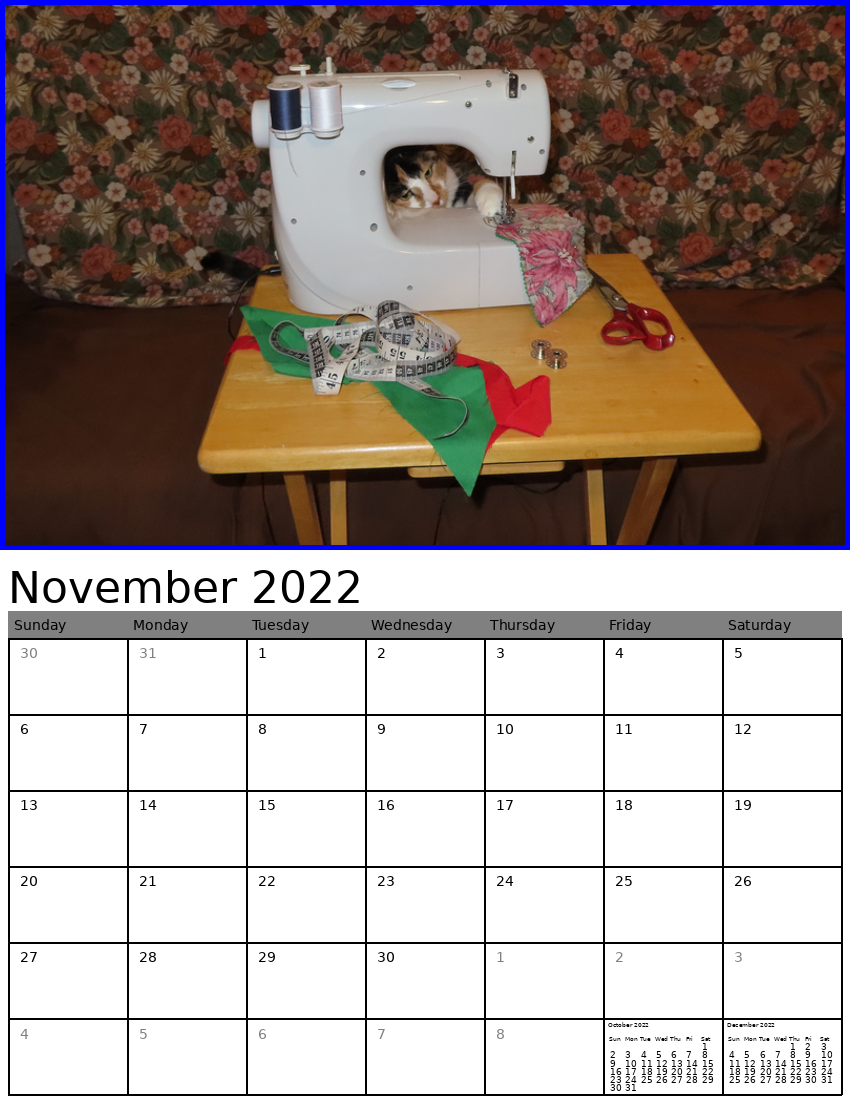 November 2022
Sunday Monday Tuesday Wednesday Thursday Friday Saturday
30 31 1 2 3 4 5
6 7 8 9 10 11 12
13 14 15 16 17 18 19
20 21 22 23 24 25 26
27 28 29 30 1 2 3
4 5 6 7 8
October 2022
Sun Mon Tue Wed Thu Fri Sat
1
2 3 4 5 6 7 8
9 10 11 12 13 14 15
16 17 18 19 20 21 22
23 24 25 26 27 28 29
30 31
December 2022
Sun Mon Tue Wed Thu Fri Sat
1 2 3
4 5 6 7 8 9 10
11 12 13 14 15 16 17
18 19 20 21 22 23 24
25 26 27 28 29 30 31